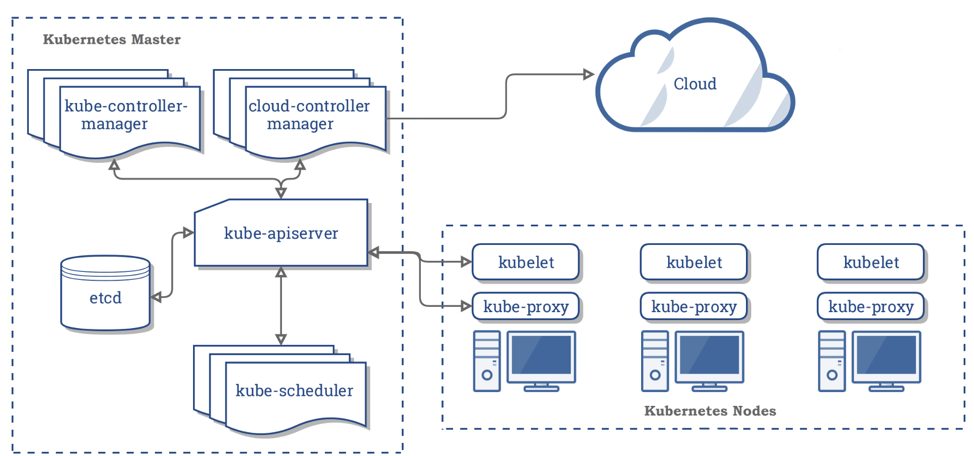 Kubernetes Master
kube-controller-
manager
cloud-controller
manager
Cloud
kube-apiserver
etcd
kube-scheduler
kubelet
kubelet
kubelet
kube-proxy
kube-proxy
kube-proxy
Kubernetes Nodes